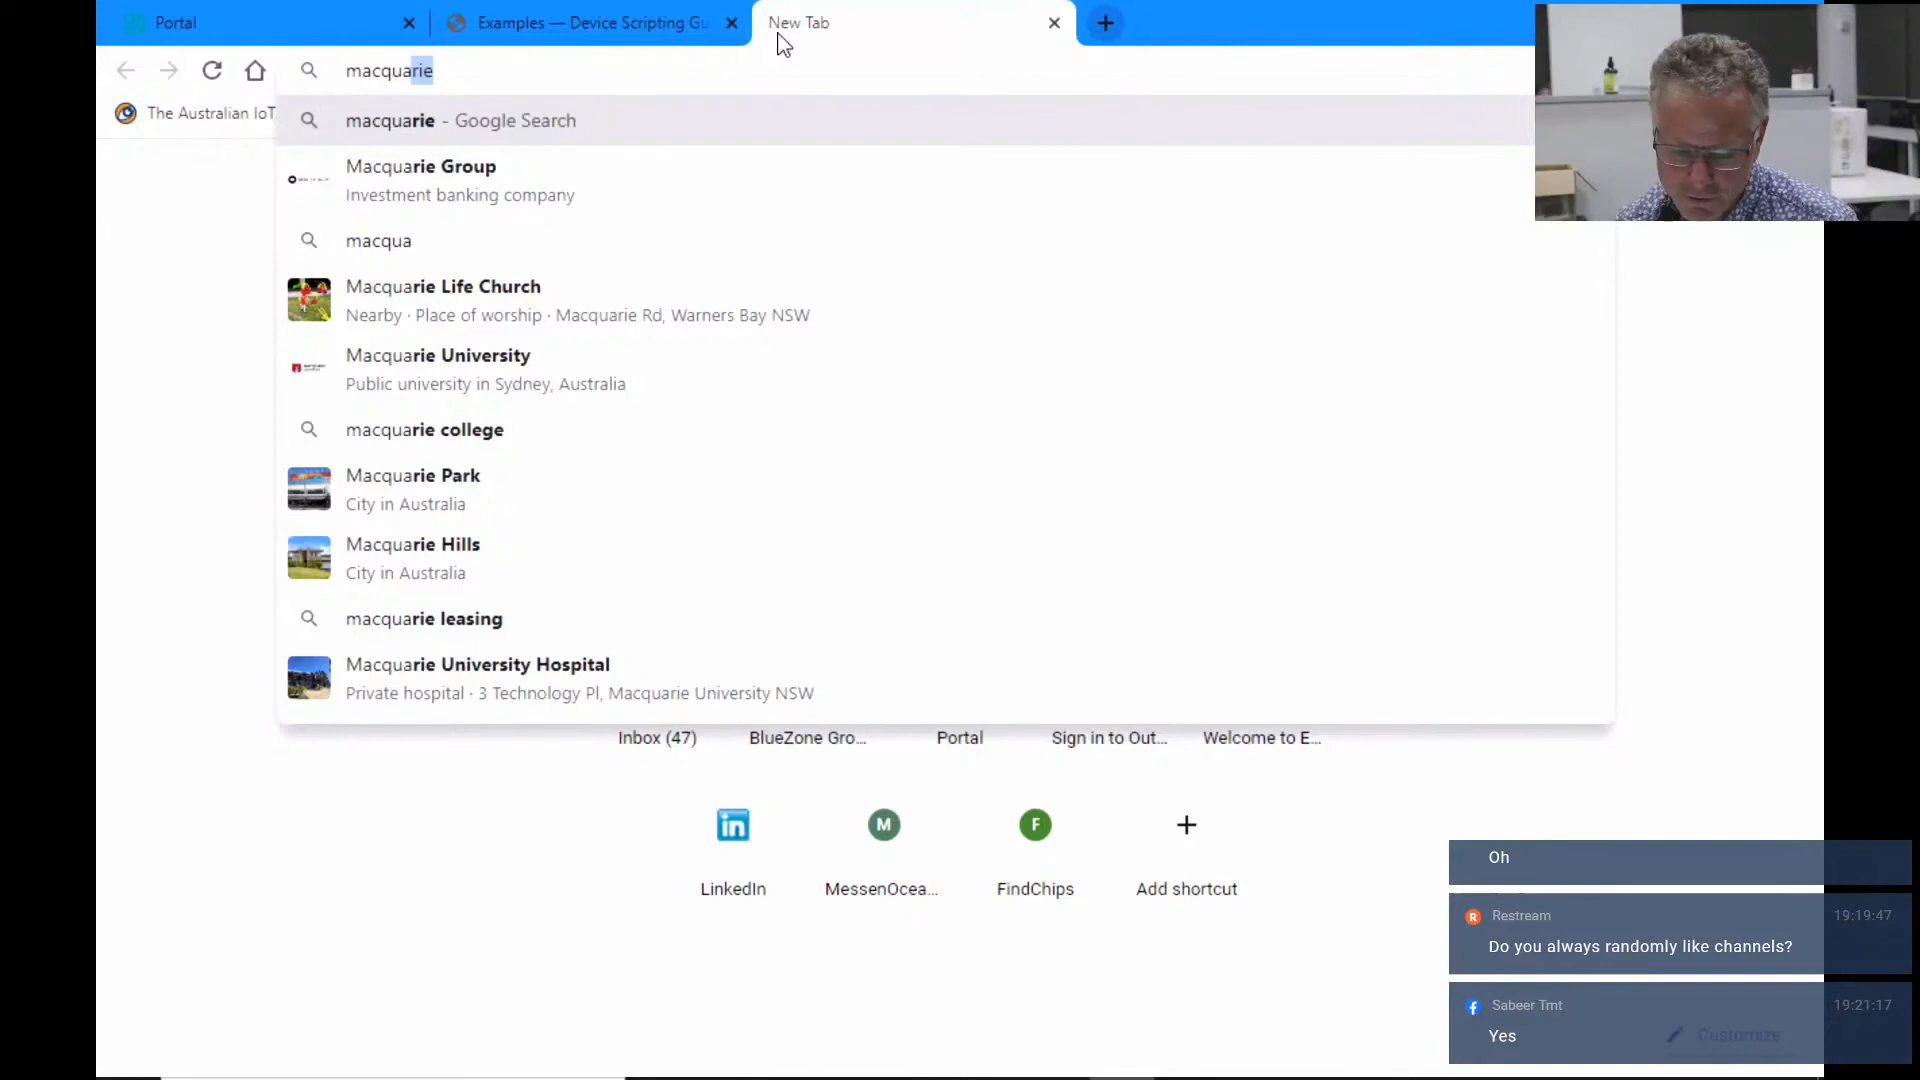 Portal
Examples — Device Scripting Gu
New Tab
macquarie
The Australian IoT
macquarie - Google Search
Macquarie Group
Investment banking company
macqua
Macquarie Life Church
Nearby · Place of worship · Macquarie Rd, Warners Bay NSW
Macquarie University
Public university in Sydney, Australia
macquarie college
Macquarie Park
City in Australia
Macquarie Hills
City in Australia
macquarie leasing
Macquarie University Hospital
Private hospital · 3 Technology Pl, Macquarie University NSW
Inbox (47)
BlueZone Gro...
Portal
Sign in to Out...
Welcome to E...
in
M
F
LinkedIn
MessenOcea...
FindChips
Add shortcut
Oh
R Restream 19:19:47
Do you always randomly like channels?
Sabeer Tmt 19:21:17
Yes
Customize